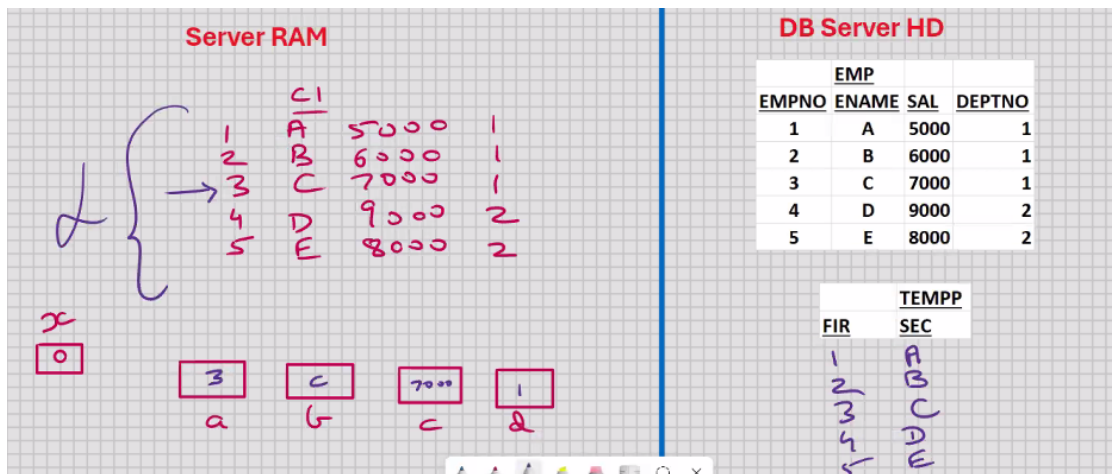 Server RAM
C1
1 A 5000 1
2 B 6000 1
3 C 7000 1
4 D 9000 2
5 E 8000 2
x
0
3 C 7000 1
a b c d
DB Server HD
EMP
EMPNO ENAME SAL DEPTNO
1 A 5000 1
2 B 6000 1
3 C 7000 1
4 D 9000 2
5 E 8000 2
TEMPP
FIR SEC
1 A
2 B
3 C
4 D
5 E